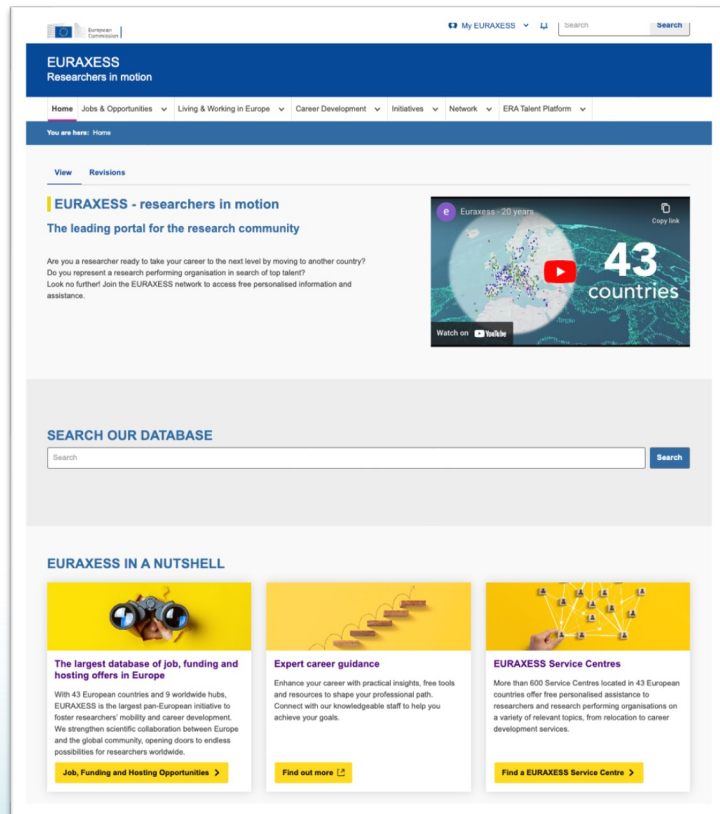 European
Commission
My EURAXESS
Search
Search
EURAXESS
Researchers in motion
Home Jobs & Opportunities Living & Working in Europe Career Development Initiatives Network ERA Talent Platform
You are here: Home
View Revisions
EURAXESS - researchers in motion
The leading portal for the research community
Are you a researcher ready to take your career to the next level by moving to another country?
Do you represent a research performing organisation in search of top talent?
Look no further! Join the EURAXESS network to access free personalised information and
assistance.
e Euraxess - 20 years
Copy link
43
countries
Watch on YouTube
SEARCH OUR DATABASE
Search
Search
EURAXESS IN A NUTSHELL
The largest database of job, funding and
hosting offers in Europe
With 43 European countries and 9 worldwide hubs,
EURAXESS is the largest pan-European initiative to
foster researchers' mobility and career development.
We strengthen scientific collaboration between Europe
and the global community, opening doors to endless
possibilities for researchers worldwide.
Job, Funding and Hosting Opportunities
Expert career guidance
Enhance your career with practical insights, free tools
and resources to shape your professional path.
Connect with our knowledgeable staff to help you
achieve your goals.
Find out more
EURAXESS Service Centres
More than 600 Service Centres located in 43 European
countries offer free personalised assistance to
researchers and research performing organisations on
a variety of relevant topics, from relocation to career
development services.
Find a EURAXESS Service Centre